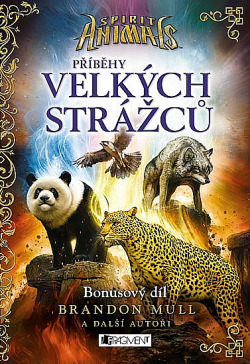 SPIRIT
ANIMALS
PŘÍBĚHY
VELKÝCH
STRÁŽCŮ
Bonusový díl
BRANDON MULL
A DALŠÍ AUTOŘI
FRAGMENT